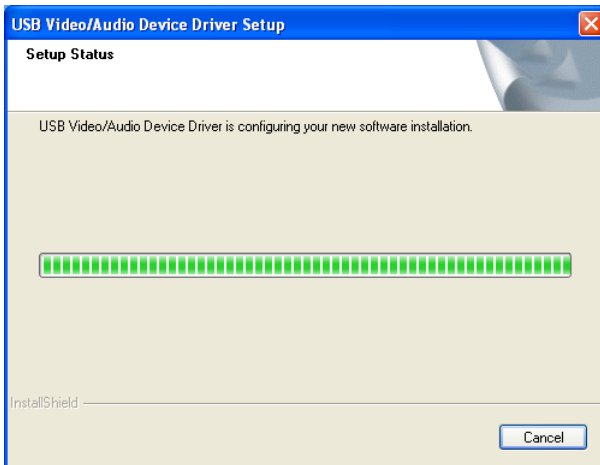 USB Video/Audio Device Driver Setup
Setup Status
USB Video/Audio Device Driver is configuring your new software installation.
InstallShield
Cancel